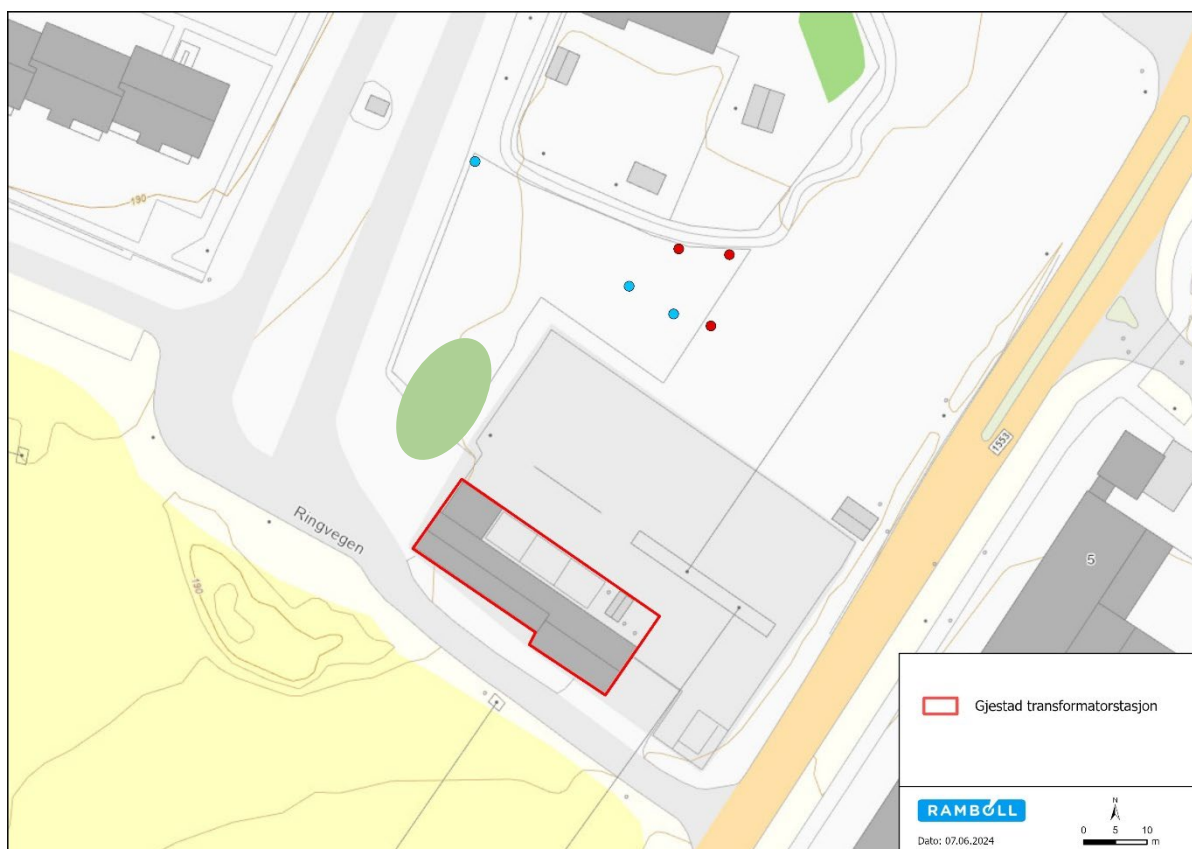 190
1553
Ringvegen
190
5
Gjestad transformatorstasjon
RAMBOLL
N
Dato: 07.06.2024
0 5 10
m